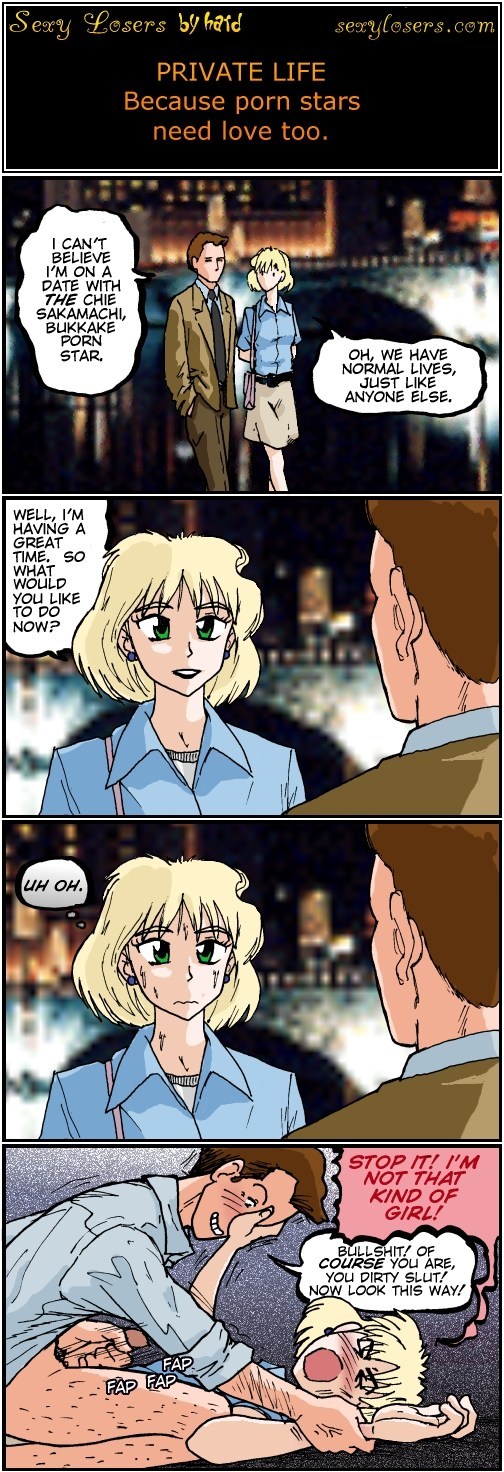 Sexy Losers by hard
sexylosers.com
PRIVATE LIFE
Because porn stars
need love too.
I CAN'T
BELIEVE
I'M ON A
DATE WITH
THE CHIE
SAKAMACHI,
BUKKAKE
PORN
STAR.
OH, WE HAVE
NORMAL LIVES,
JUST LIKE
ANYONE ELSE.
WELL, I'M
HAVING A
GREAT
TIME. SO
WHAT
WOULD
YOU LIKE
TO DO
NOW?
UH OH.
STOP IT! I'M
NOT THAT
KIND OF
GIRL!
BULLSHIT! OF
COURSE YOU ARE,
YOU DIRTY SLUT!
NOW LOOK THIS WAY!
FAP
FAP FAP